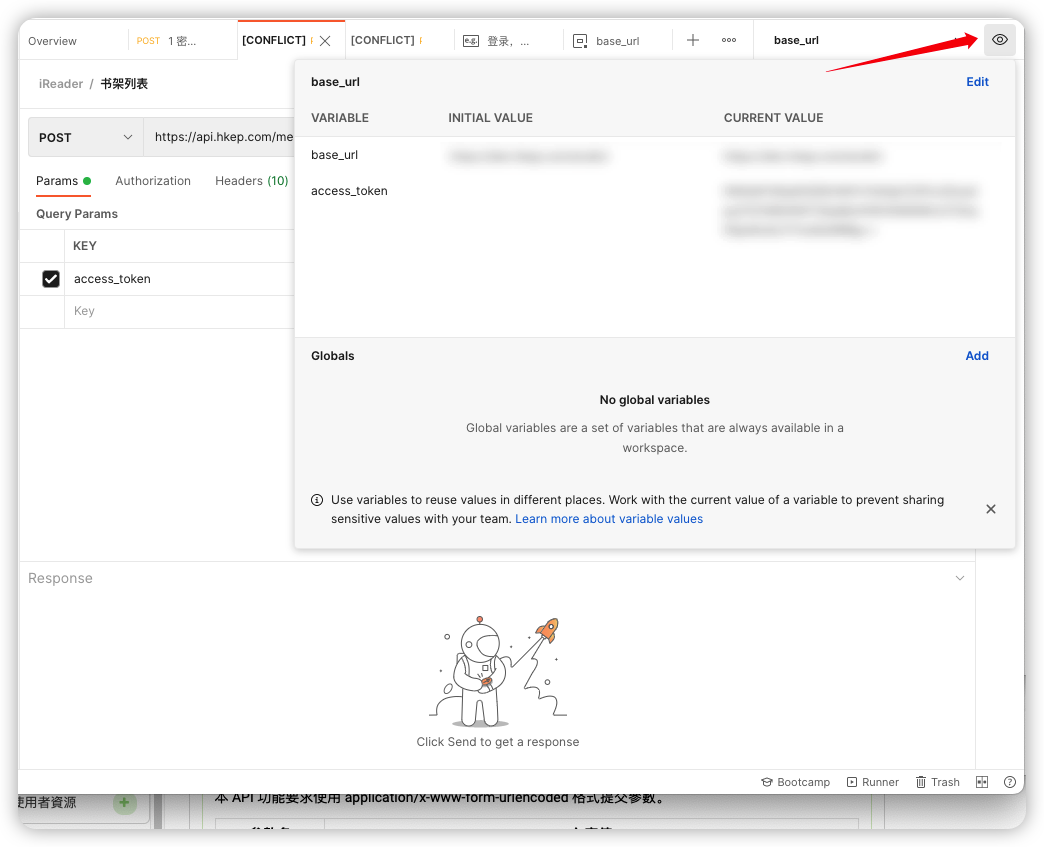 Overview
POST 1 密...
[CONFLICT]
[CONFLICT]
e.g. 登录，...
base_url
base_url
iReader / 书架列表
base_url
Edit
VARIABLE INITIAL VALUE CURRENT VALUE
POST
https://api.hkep.com/me
base_url
access_token
Params Authorization Headers (10)
Query Params
KEY
access_token
Key
Globals
Add
No global variables
Global variables are a set of variables that are always available in a
workspace.
Use variables to reuse values in different places. Work with the current value of a variable to prevent sharing
sensitive values with your team. Learn more about variable values
Response
Click Send to get a response
Bootcamp Runner Trash
使用者資源
本 API 功能要求使用 application/x-www-form-urlencoded 格式提交參數。